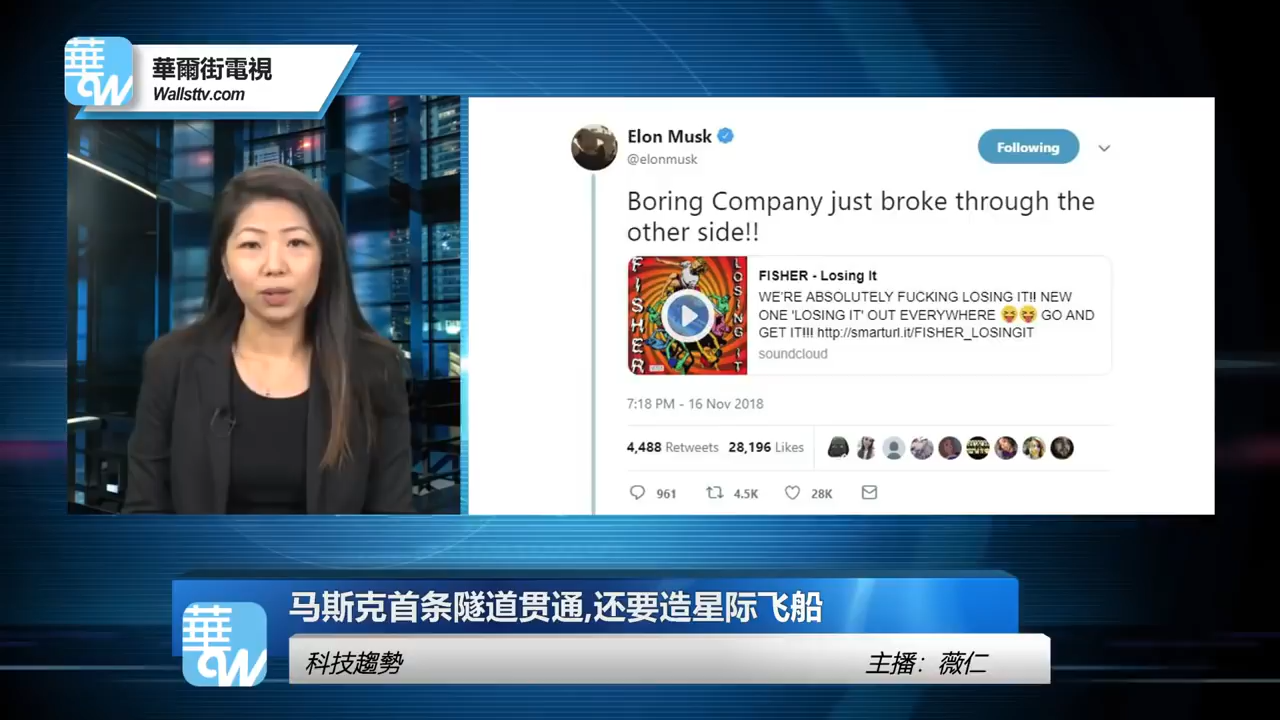 華
W
華爾街電視
Wallsttv.com
Elon Musk
@elonmusk
Following
Boring Company just broke through the
other side!!
FISHER
LOSING IT
FISHER - Losing It
WE'RE ABSOLUTELY FUCKING LOSING IT!! NEW
ONE 'LOSING IT' OUT EVERYWHERE 😝😝 GO AND
GET IT!!! http://smarturl.it/FISHER_LOSINGIT
soundcloud
7:18 PM - 16 Nov 2018
4,488 Retweets 28,196 Likes
961 4.5K 28K
華
W
马斯克首条隧道贯通,还要造星际飞船
科技趨勢
主播：薇仁